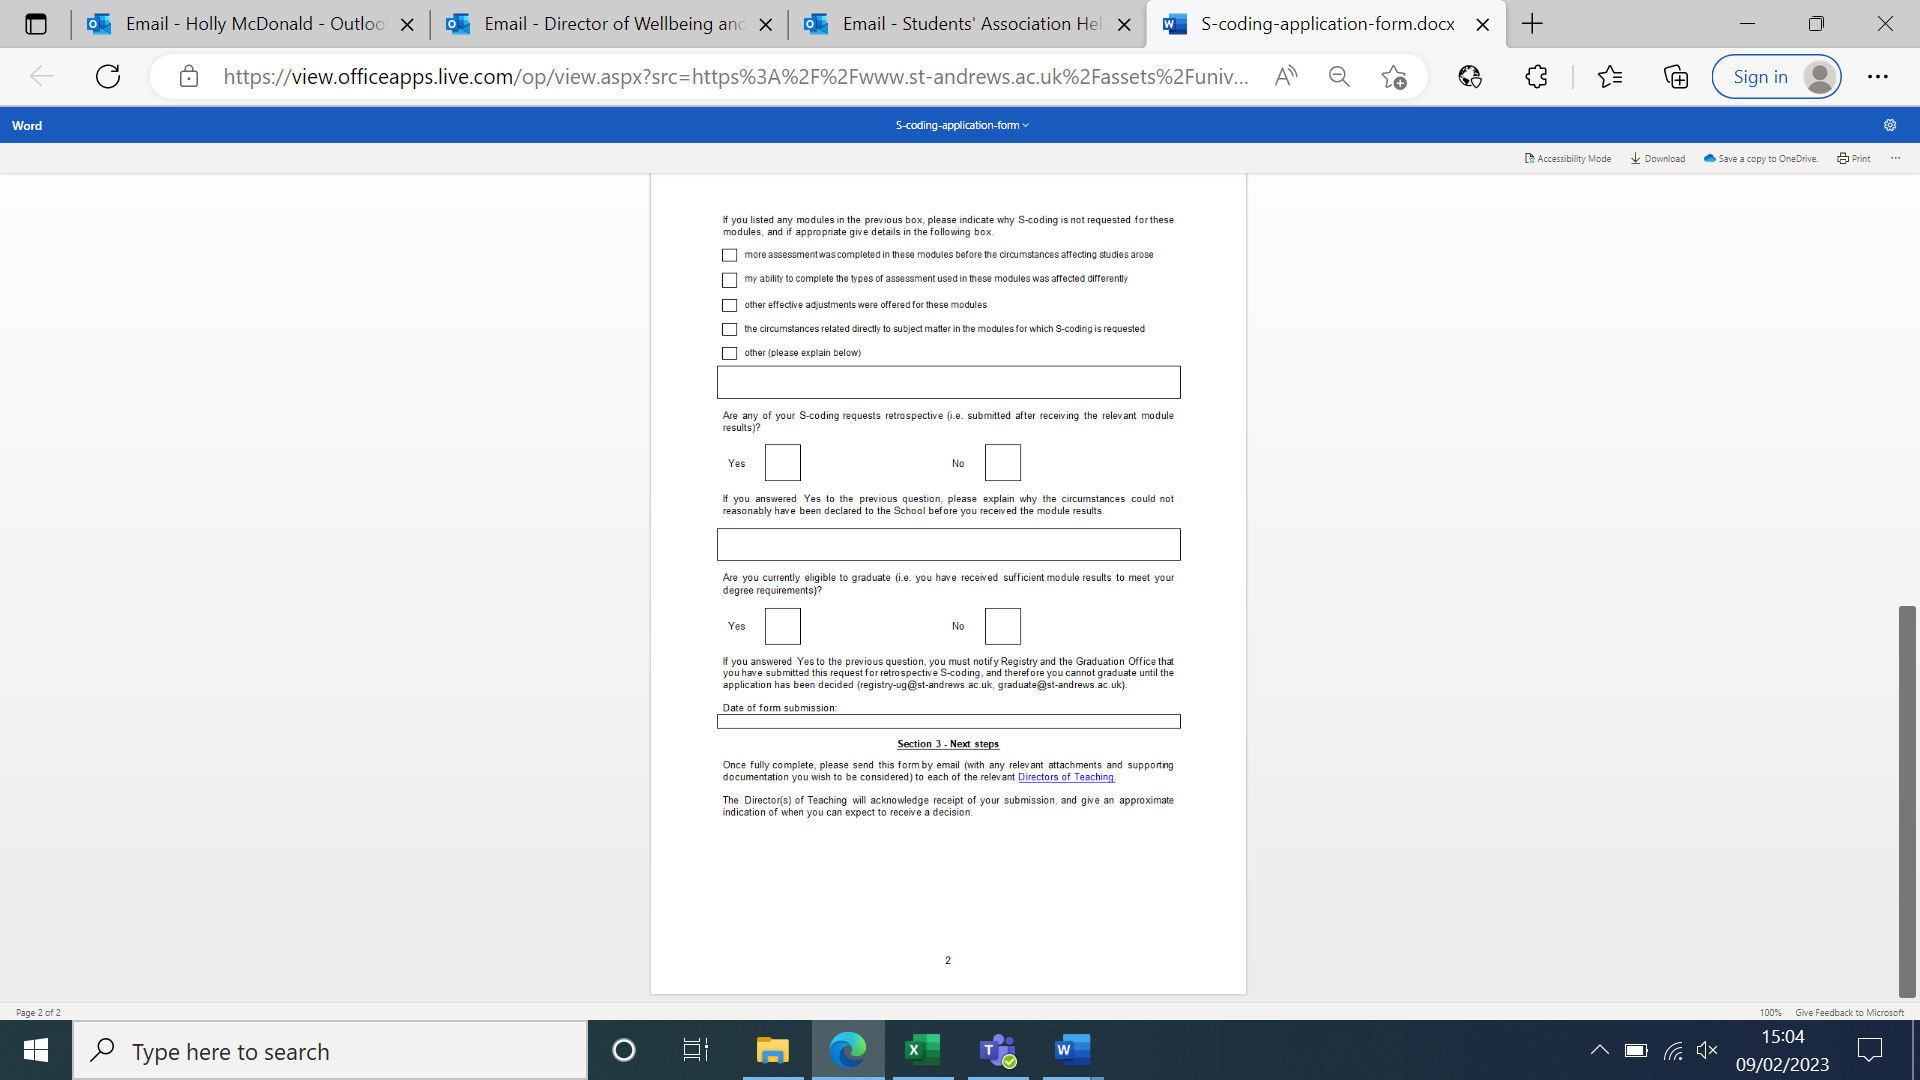 Email - Holly McDonald - Outloo
Email - Director of Wellbeing and
Email - Students' Association Hel
S-coding-application-form.docx
https://view.officeapps.live.com/op/view.aspx?src=https%3A%2F%2Fwww.st-andrews.ac.uk%2Fassets%2Funiv...
Sign in
Word
S-coding-application-form
Accessibility Mode
Download
Save a copy to OneDrive.
Print
If you listed any modules in the previous box, please indicate why S-coding is not requested for these
modules, and if appropriate give details in the following box.
more assessment was completed in these modules before the circumstances affecting studies arose
my ability to complete the types of assessment used in these modules was affected differently
other effective adjustments were offered for these modules
the circumstances related directly to subject matter in the modules for which S-coding is requested
other (please explain below)
Are any of your S-coding requests retrospective (i.e. submitted after receiving the relevant module
results)?
Yes No
If you answered Yes to the previous question, please explain why the circumstances could not
reasonably have been declared to the School before you received the module results.
Are you currently eligible to graduate (i.e. you have received sufficient module results to meet your
degree requirements)?
Yes No
If you answered Yes to the previous question, you must notify Registry and the Graduation Office that
you have submitted this request for retrospective S-coding, and therefore you cannot graduate until the
application has been decided (registry-ug@st-andrews.ac.uk, graduate@st-andrews.ac.uk).
Date of form submission:
Section 3 - Next steps
Once fully complete, please send this form by email (with any relevant attachments and supporting
documentation you wish to be considered) to each of the relevant Directors of Teaching.
The Director(s) of Teaching will acknowledge receipt of your submission, and give an approximate
indication of when you can expect to receive a decision.
2
Page 2 of 2
100%
Give Feedback to Microsoft
Type here to search
15:04
09/02/2023